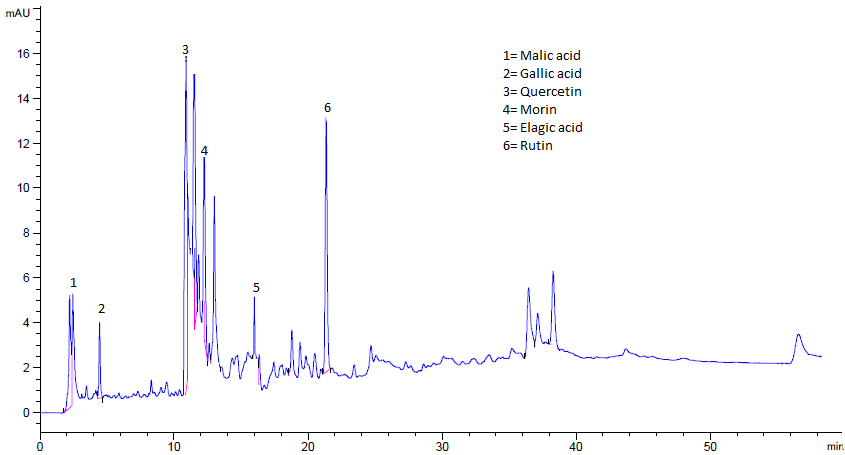 mAU
16
14
12
10
8
6
4
2
0
3
4
6
1
2
5
1= Malic acid
2= Gallic acid
3= Quercetin
4= Morin
5= Elagic acid
6= Rutin
0 10 20 30 40 50 min